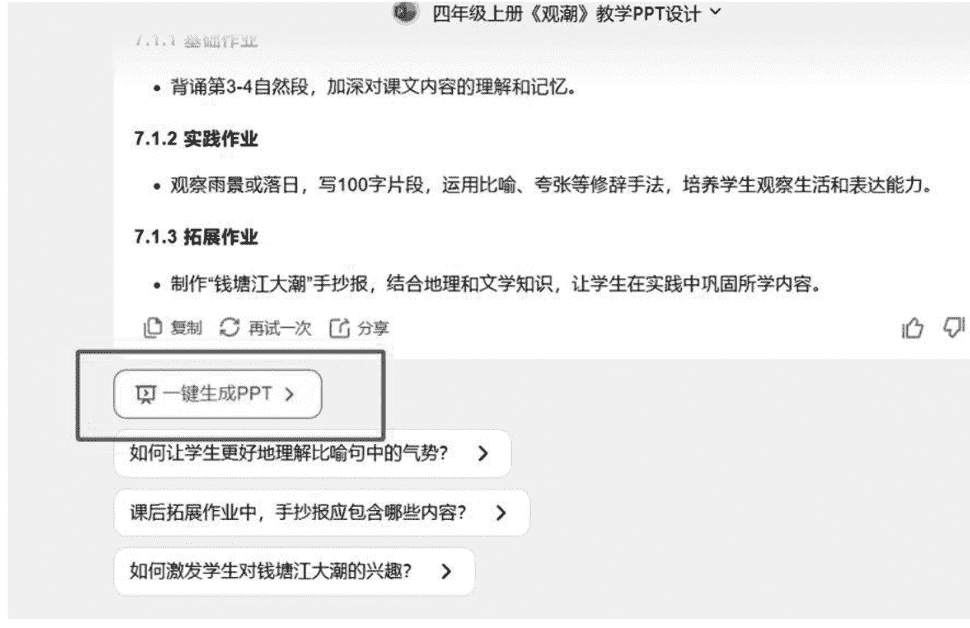 四年级上册《观潮》教学PPT设计
7.1.1 基础作业
背诵第3-4自然段，加深对课文内容的理解和记忆。
7.1.2 实践作业
观察雨景或落日，写100字片段，运用比喻、夸张等修辞手法，培养学生观察生活和表达能力。
7.1.3 拓展作业
制作“钱塘江大潮”手抄报，结合地理和文学知识，让学生在实践中巩固所学内容。
复制 再试一次 分享
一键生成PPT
如何让学生更好地理解比喻句中的气势？
课后拓展作业中，手抄报应包含哪些内容？
如何激发学生对钱塘江大潮的兴趣？